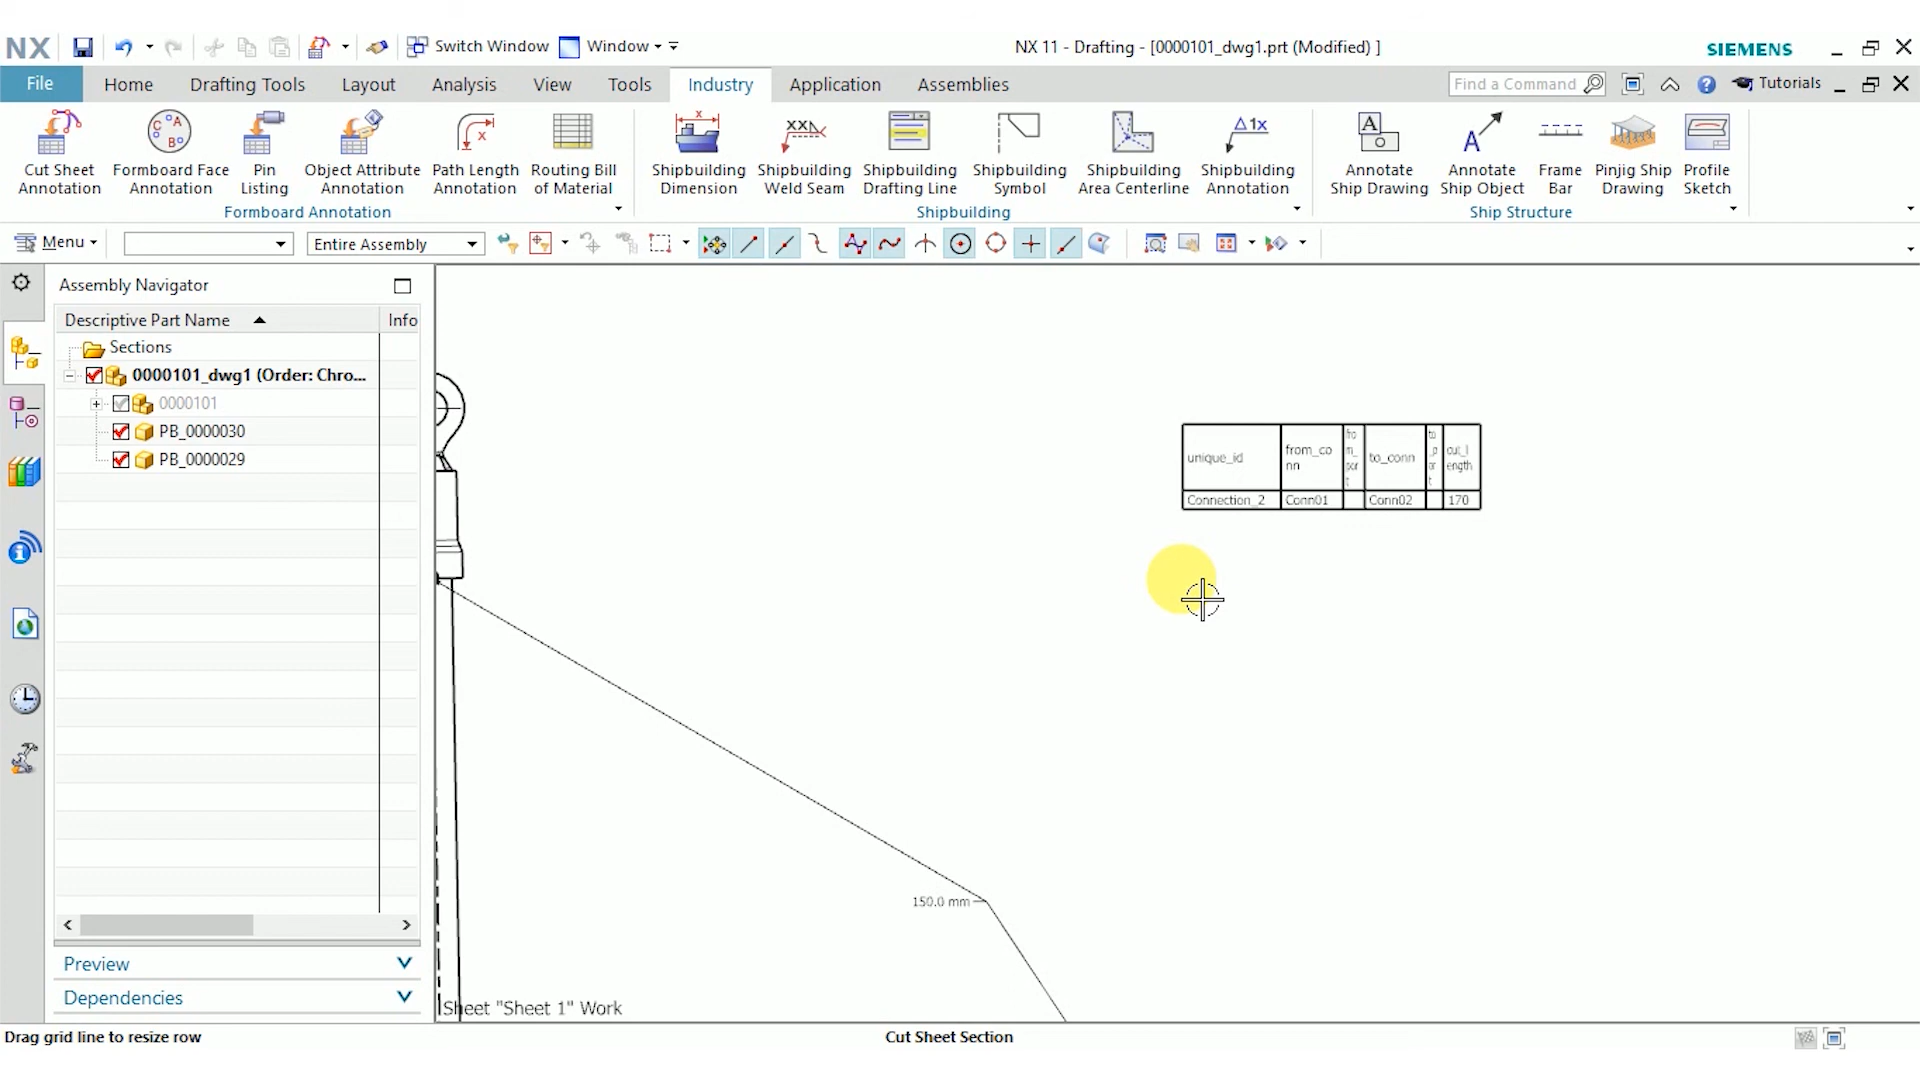 NX Switch Window Window NX 11 - Drafting - [0000101_dwg1.prt (Modified) ] SIEMENS
File Home Drafting Tools Layout Analysis View Tools Industry Application Assemblies Find a Command Tutorials
Cut Sheet Annotation
Formboard Face Annotation
Pin Listing
Object Attribute Annotation
Path Length Annotation
Routing Bill of Material
Shipbuilding Dimension
Shipbuilding Weld Seam
Shipbuilding Drafting Line
Shipbuilding Symbol
Shipbuilding Area Centerline
Shipbuilding Annotation
Annotate Ship Drawing
Annotate Ship Object
Frame Bar
Pinjig Ship Drawing
Profile Sketch
Formboard Annotation Shipbuilding Ship Structure
Menu Entire Assembly
Assembly Navigator
Descriptive Part Name Info
Sections
0000101_dwg1 (Order: Chro...
0000101
PB_0000030
PB_0000029
Preview
Dependencies
unique_id from_conn from_port to_conn to_port cut_length
Connection_2 Conn01 Conn02 170
150.0 mm
Sheet "Sheet 1" Work
Drag grid line to resize row Cut Sheet Section